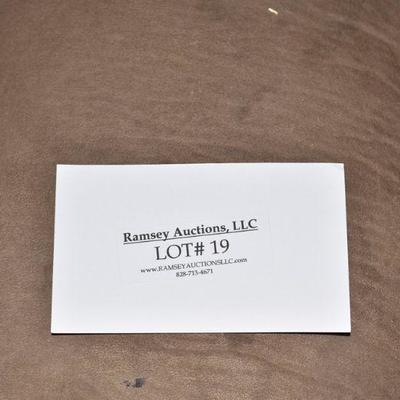 Ramsey Auctions, LLC
LOT# 19
www.RAMSEYAUCTIONSLLC.com
828-713-4671